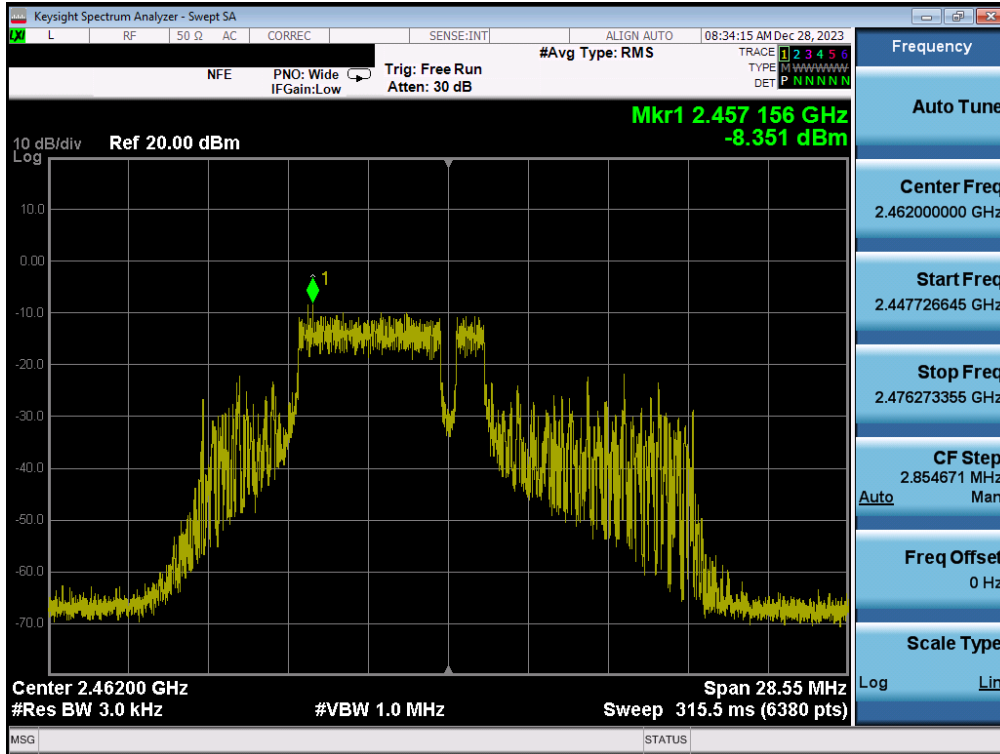 Keysight Spectrum Analyzer - Swept SA
LXI L RF 50 Ω AC CORREC SENSE:INT ALIGN AUTO 08:34:15 AM Dec 28, 2023
NFE PNO: Wide Trig: Free Run #Avg Type: RMS TRACE 1 2 3 4 5 6
IFGain:Low Atten: 30 dB TYPE M W W W W W
DET P N N N N N
Mkr1 2.457 156 GHz
-8.351 dBm
10 dB/div Ref 20.00 dBm
Log
1
10.0
0.00
-10.0
-20.0
-30.0
-40.0
-50.0
-60.0
-70.0
Center 2.46200 GHz Span 28.55 MHz
#Res BW 3.0 kHz #VBW 1.0 MHz Sweep 315.5 ms (6380 pts)
MSG STATUS
Frequency
Auto Tune
Center Freq
2.462000000 GHz
Start Freq
2.447726645 GHz
Stop Freq
2.476273355 GHz
CF Step
2.854671 MHz
Auto Man
Freq Offset
0 Hz
Scale Type
Log Lin